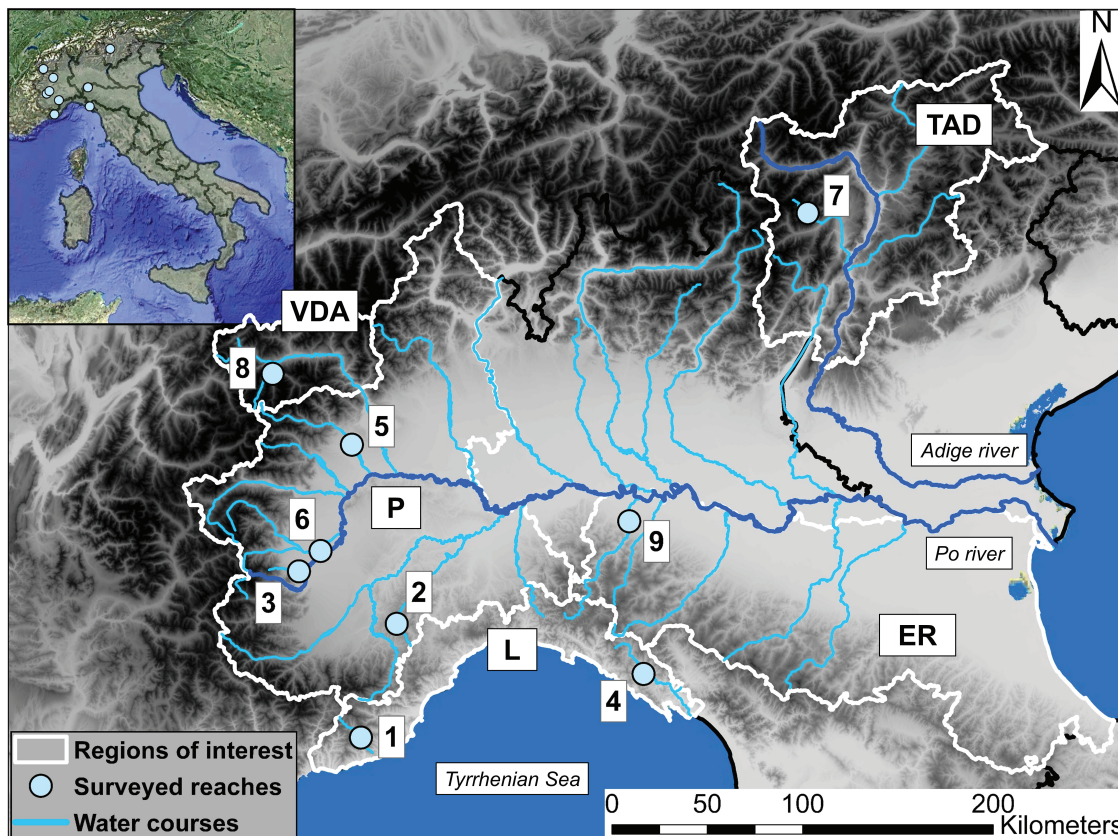 N
TAD
7
VDA
8
5
Adige river
P
6
9
Po river
3
2
L
ER
4
1
Regions of interest
Surveyed reaches
Water courses
Tyrrhenian Sea
0 50 100 200
Kilometers